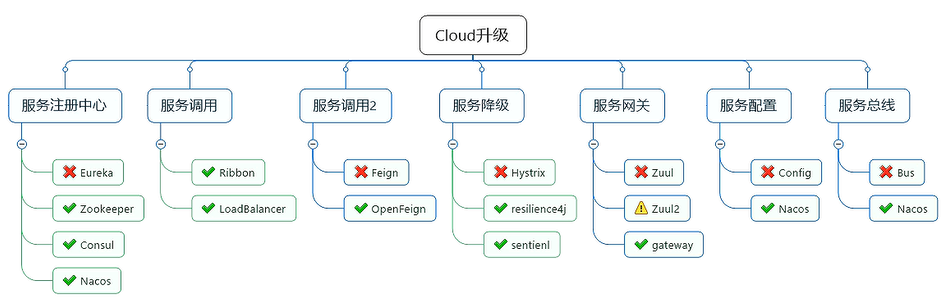 Cloud升级
服务注册中心
服务调用
服务调用2
服务降级
服务网关
服务配置
服务总线
Eureka
Zookeeper
Consul
Nacos
Ribbon
LoadBalancer
Feign
OpenFeign
Hystrix
resilience4j
sentienl
Zuul
Zuul2
gateway
Config
Nacos
Bus
Nacos